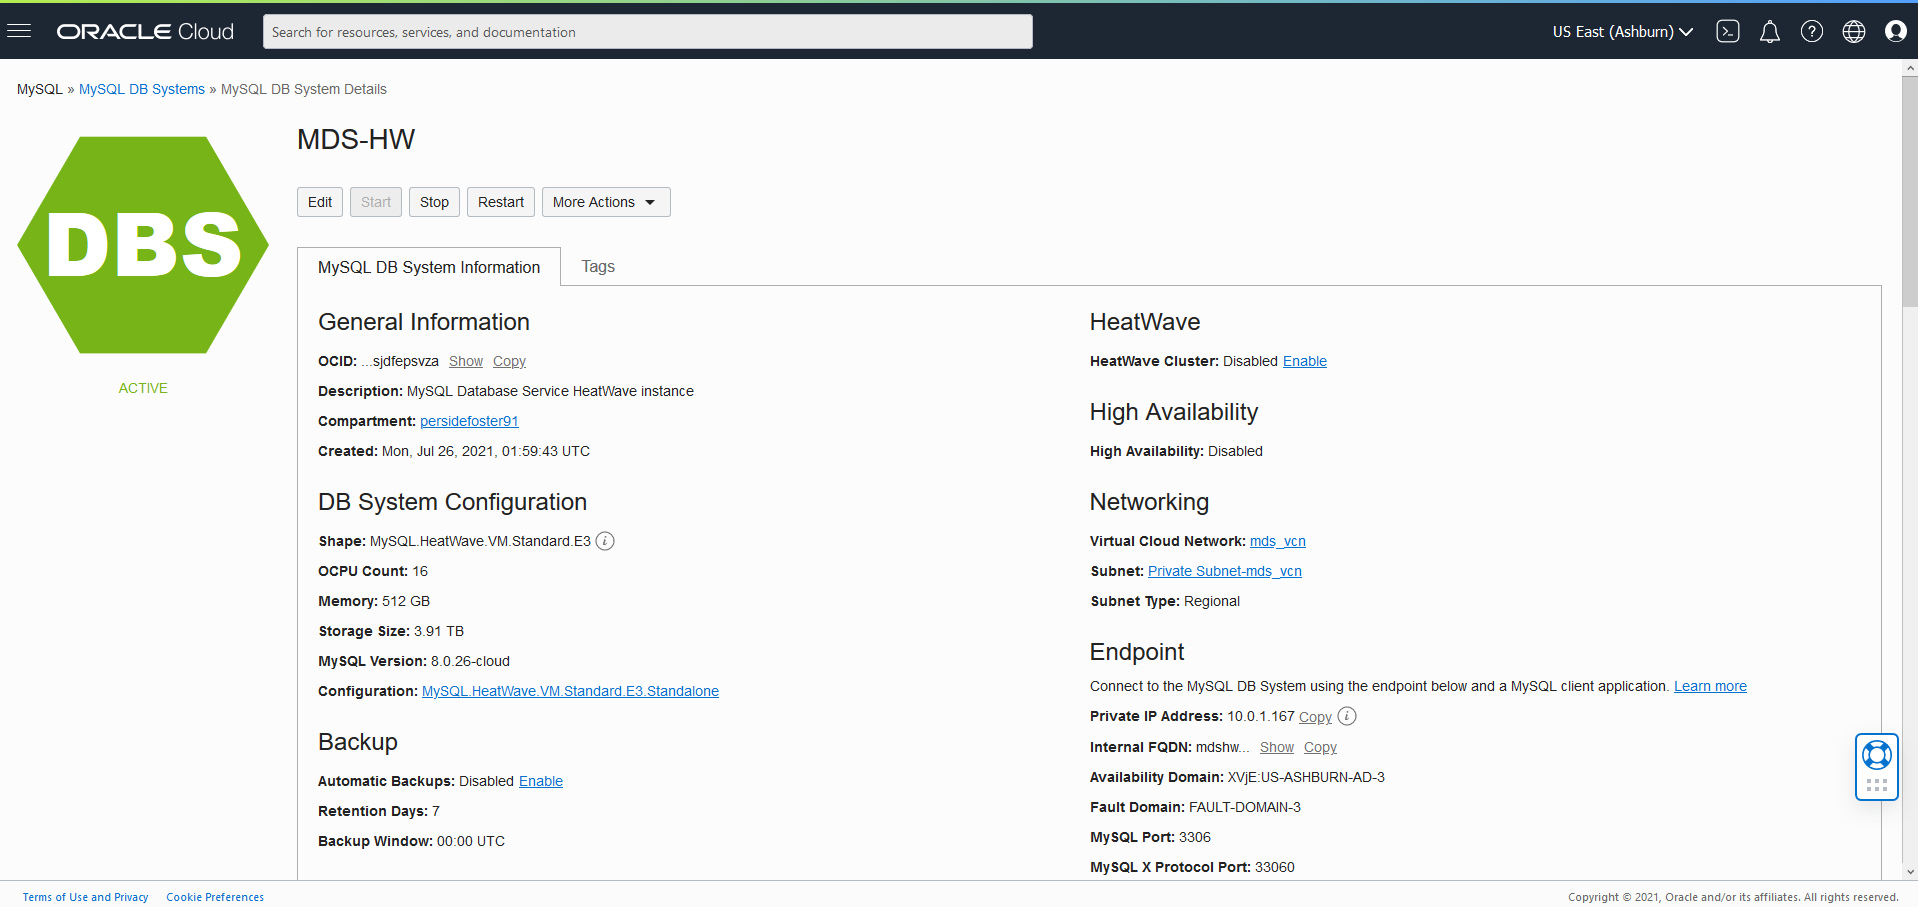 ORACLE Cloud
Search for resources, services, and documentation
US East (Ashburn)
MySQL » MySQL DB Systems » MySQL DB System Details
DBS
ACTIVE
MDS-HW
Edit Start Stop Restart More Actions
MySQL DB System Information Tags
General Information
OCID: ...sjdfepsvza Show Copy
Description: MySQL Database Service HeatWave instance
Compartment: persidefoster91
Created: Mon, Jul 26, 2021, 01:59:43 UTC
DB System Configuration
Shape: MySQL.HeatWave.VM.Standard.E3
OCPU Count: 16
Memory: 512 GB
Storage Size: 3.91 TB
MySQL Version: 8.0.26-cloud
Configuration: MySQL.HeatWave.VM.Standard.E3.Standalone
Backup
Automatic Backups: Disabled Enable
Retention Days: 7
Backup Window: 00:00 UTC
HeatWave
HeatWave Cluster: Disabled Enable
High Availability
High Availability: Disabled
Networking
Virtual Cloud Network: mds_vcn
Subnet: Private Subnet-mds_vcn
Subnet Type: Regional
Endpoint
Connect to the MySQL DB System using the endpoint below and a MySQL client application. Learn more
Private IP Address: 10.0.1.167 Copy
Internal FQDN: mdshw... Show Copy
Availability Domain: XVjE:US-ASHBURN-AD-3
Fault Domain: FAULT-DOMAIN-3
MySQL Port: 3306
MySQL X Protocol Port: 33060
Terms of Use and Privacy Cookie Preferences
Copyright © 2021, Oracle and/or its affiliates. All rights reserved.